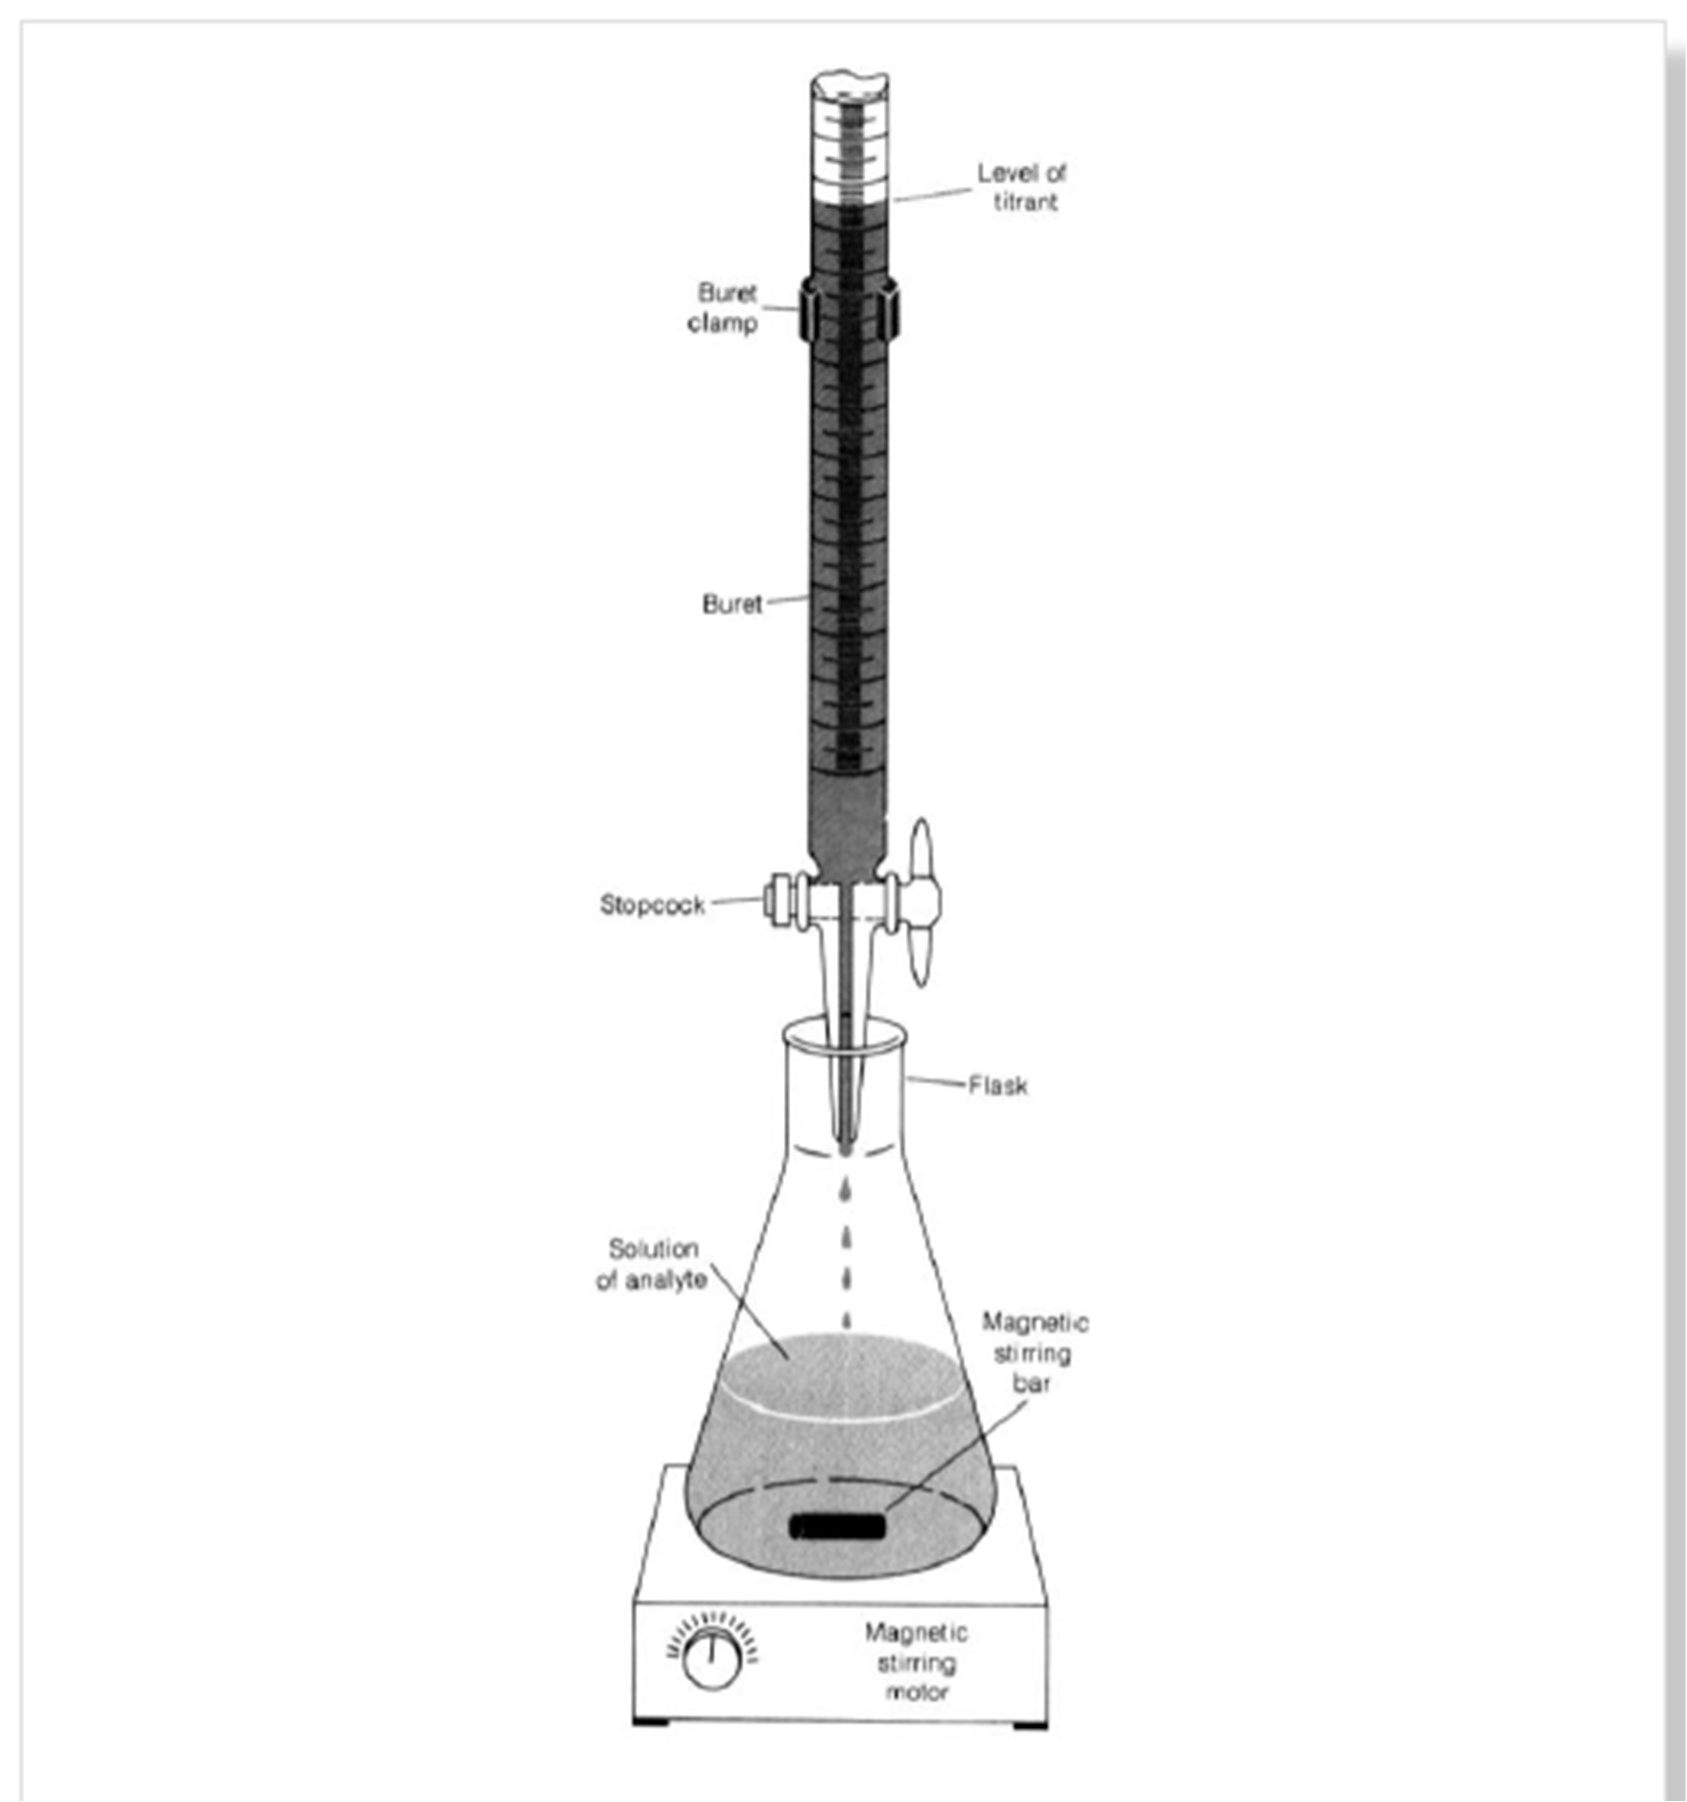 Level of
titrant
Buret
clamp
Buret
Stopcock
Flask
Solution
of analyte
Magnetic
stirring
bar
Magnetic
stirring
motor